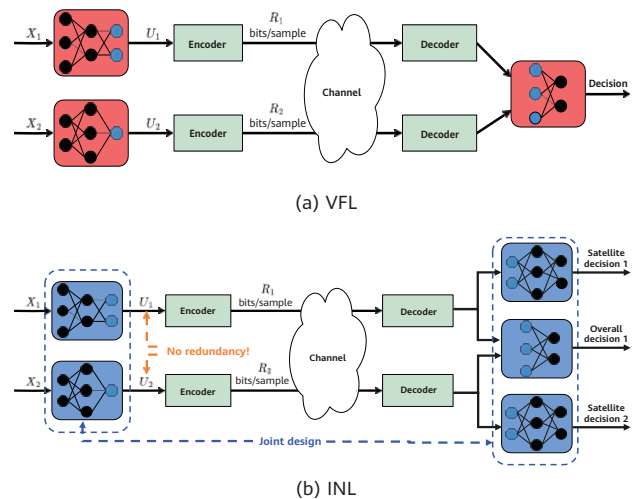 X₁
U₁
Encoder
R₁
bits/sample
Decoder
Channel
Decision
X₂
U₂
Encoder
R₂
bits/sample
Decoder
(a) VFL
Satellite
decision 1
X₁
U₁
Encoder
R₁
bits/sample
Decoder
Overall
decision 1
No redundancy!
Channel
X₂
U₂
Encoder
R₃
bits/sample
Decoder
Satellite
decision 2
Joint design
(b) INL